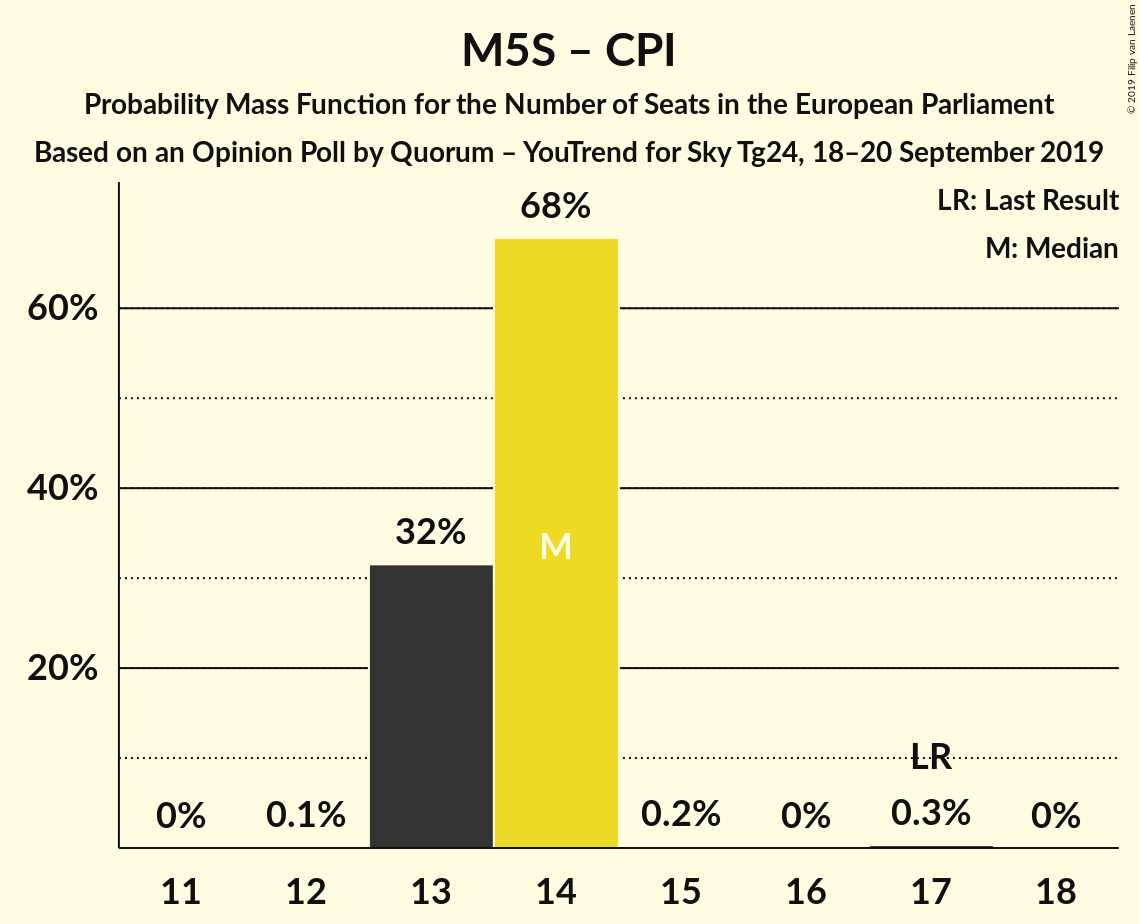 M5S – CPI
Probability Mass Function for the Number of Seats in the European Parliament
Based on an Opinion Poll by Quorum – YouTrend for Sky Tg24, 18–20 September 2019
© 2019 Filip van Laenen
LR: Last Result
M: Median
60%
40%
20%
0%
0.1%
32%
68%
M
0.2%
0%
LR
0.3%
0%
11 12 13 14 15 16 17 18